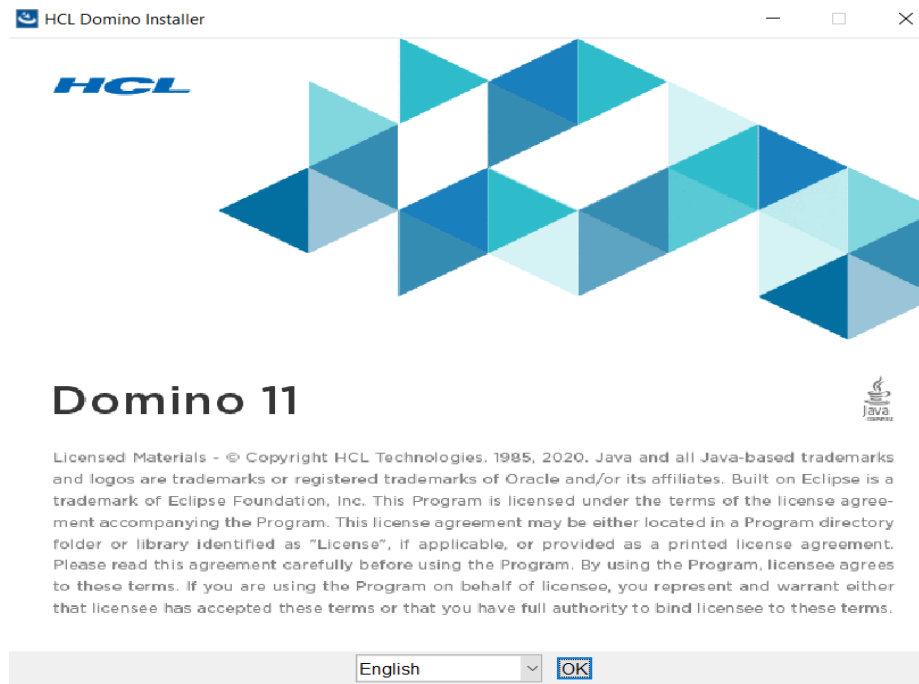 HCL Domino Installer
HCL
Domino 11
Java
COMPATIBLE
Licensed Materials - © Copyright HCL Technologies. 1985, 2020. Java and all Java-based trademarks
and logos are trademarks or registered trademarks of Oracle and/or its affiliates. Built on Eclipse is a
trademark of Eclipse Foundation, Inc. This Program is licensed under the terms of the license agree-
ment accompanying the Program. This license agreement may be either located in a Program directory
folder or library identified as "License", if applicable, or provided as a printed license agreement.
Please read this agreement carefully before using the Program. By using the Program, licensee agrees
to these terms. If you are using the Program on behalf of licensee, you represent and warrant either
that licensee has accepted these terms or that you have full authority to bind licensee to these terms.
English
OK